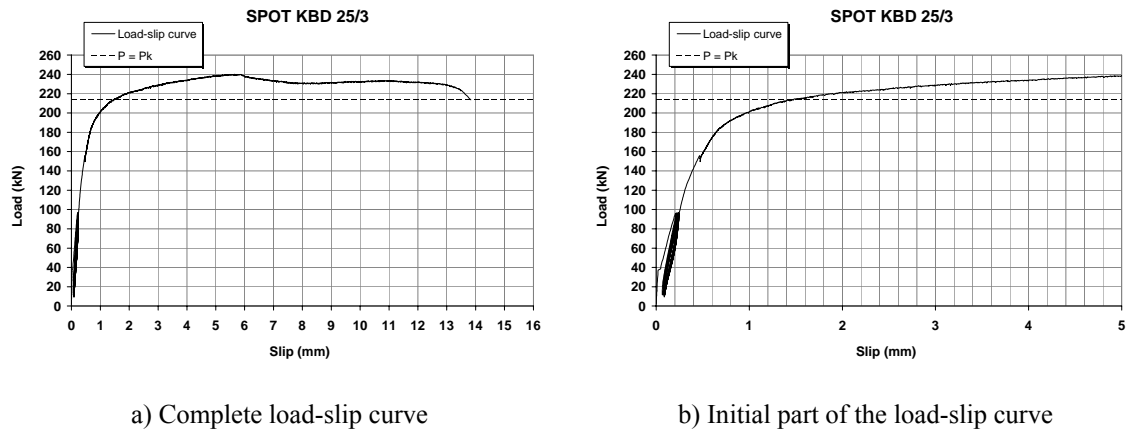 SPOT KBD 25/3
Load-slip curve
P = Pk
Load (kN)
260
240
220
200
180
160
140
120
100
80
60
40
20
0
0 1 2 3 4 5 6 7 8 9 10 11 12 13 14 15 16
Slip (mm)
a) Complete load-slip curve
SPOT KBD 25/3
Load-slip curve
P = Pk
Load (kN)
260
240
220
200
180
160
140
120
100
80
60
40
20
0
0 1 2 3 4 5
Slip (mm)
b) Initial part of the load-slip curve